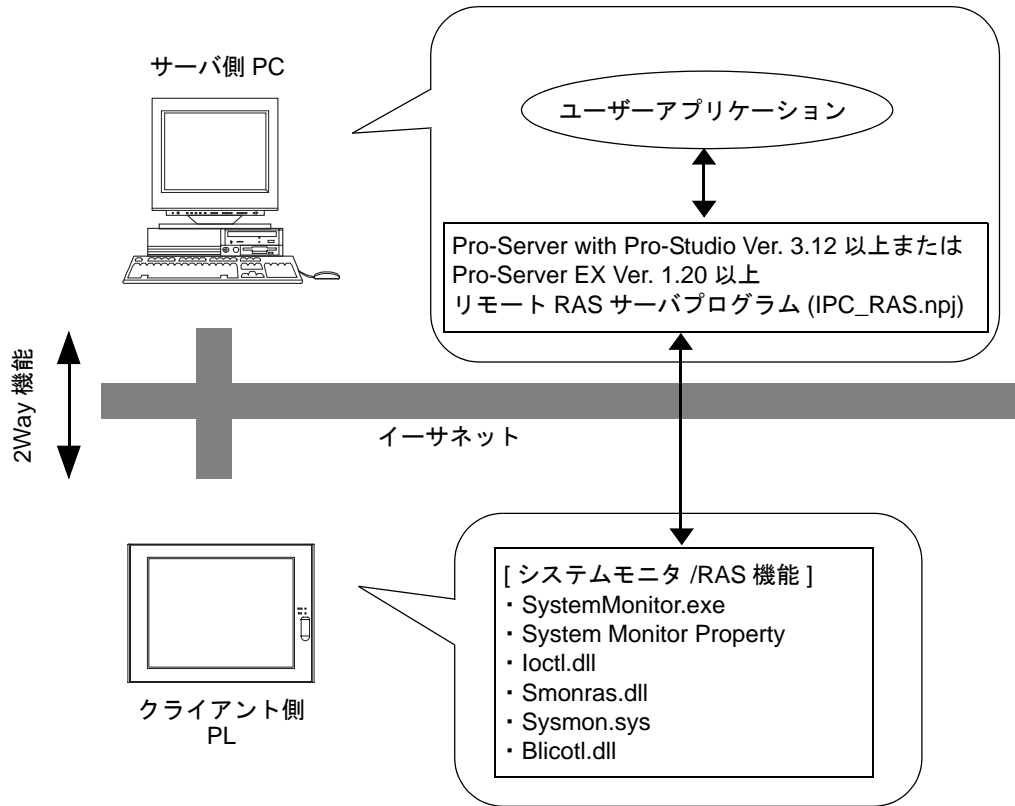 サーバ側 PC
ユーザーアプリケーション
Pro-Server with Pro-Studio Ver. 3.12 以上または
Pro-Server EX Ver. 1.20 以上
リモート RAS サーバプログラム (IPC_RAS.npj)
2Way 機能
イーサネット
クライアント側
PL
[ システムモニタ /RAS 機能 ]
・SystemMonitor.exe
・System Monitor Property
・Ioctl.dll
・Smonras.dll
・Sysmon.sys
・Blicotl.dll